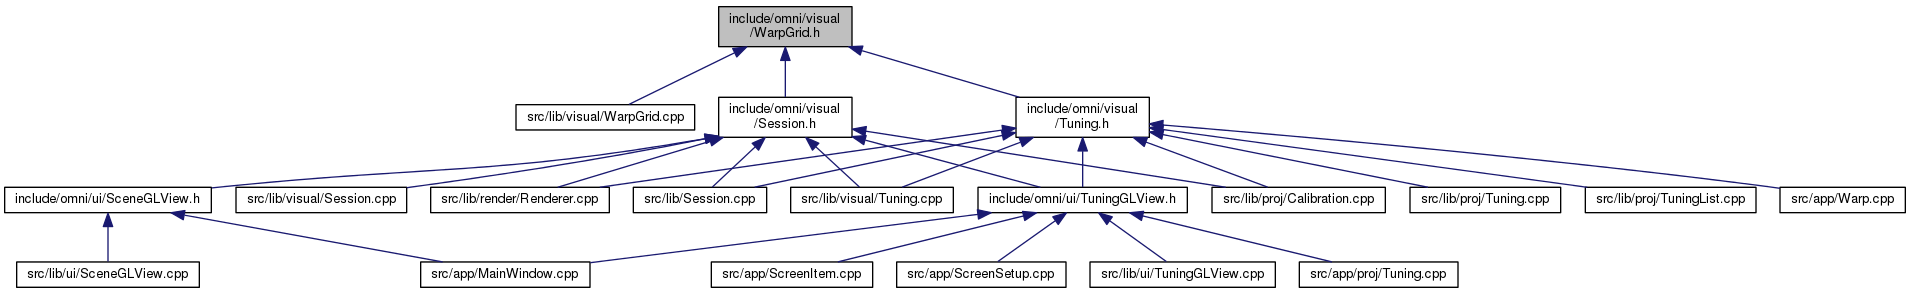 include/omni/visual
/WarpGrid.h
src/lib/visual/WarpGrid.cpp
include/omni/visual
/Session.h
include/omni/visual
/Tuning.h
include/omni/ui/SceneGLView.h
src/lib/visual/Session.cpp
src/lib/render/Renderer.cpp
src/lib/Session.cpp
src/lib/visual/Tuning.cpp
include/omni/ui/TuningGLView.h
src/lib/proj/Calibration.cpp
src/lib/proj/Tuning.cpp
src/lib/proj/TuningList.cpp
src/app/Warp.cpp
src/lib/ui/SceneGLView.cpp
src/app/MainWindow.cpp
src/app/ScreenItem.cpp
src/app/ScreenSetup.cpp
src/lib/ui/TuningGLView.cpp
src/app/proj/Tuning.cpp